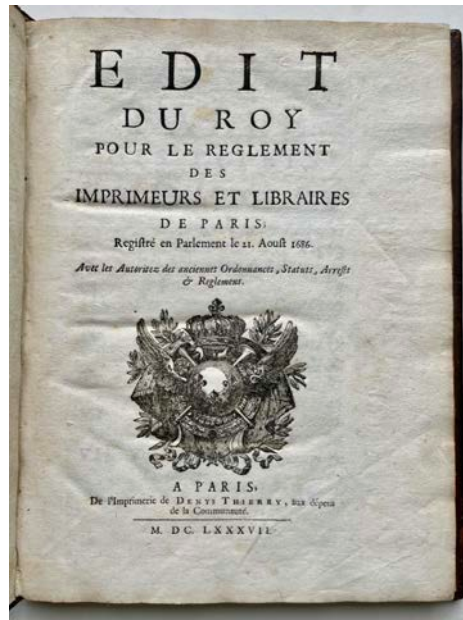 EDIT
DU ROY
POUR LE REGLEMENT
DES
IMPRIMEURS ET LIBRAIRES
DE PARIS.
Regiſtré en Parlement le 21. Aouſt 1686.
Avec les Autoritez des anciennes Ordonnances, Statuts, Arreſts
& Reglemens.
A PARIS,
De l'Imprimerie de DENYS THIERRY, aux dépens
de la Communauté.
M. DC. LXXXVII.